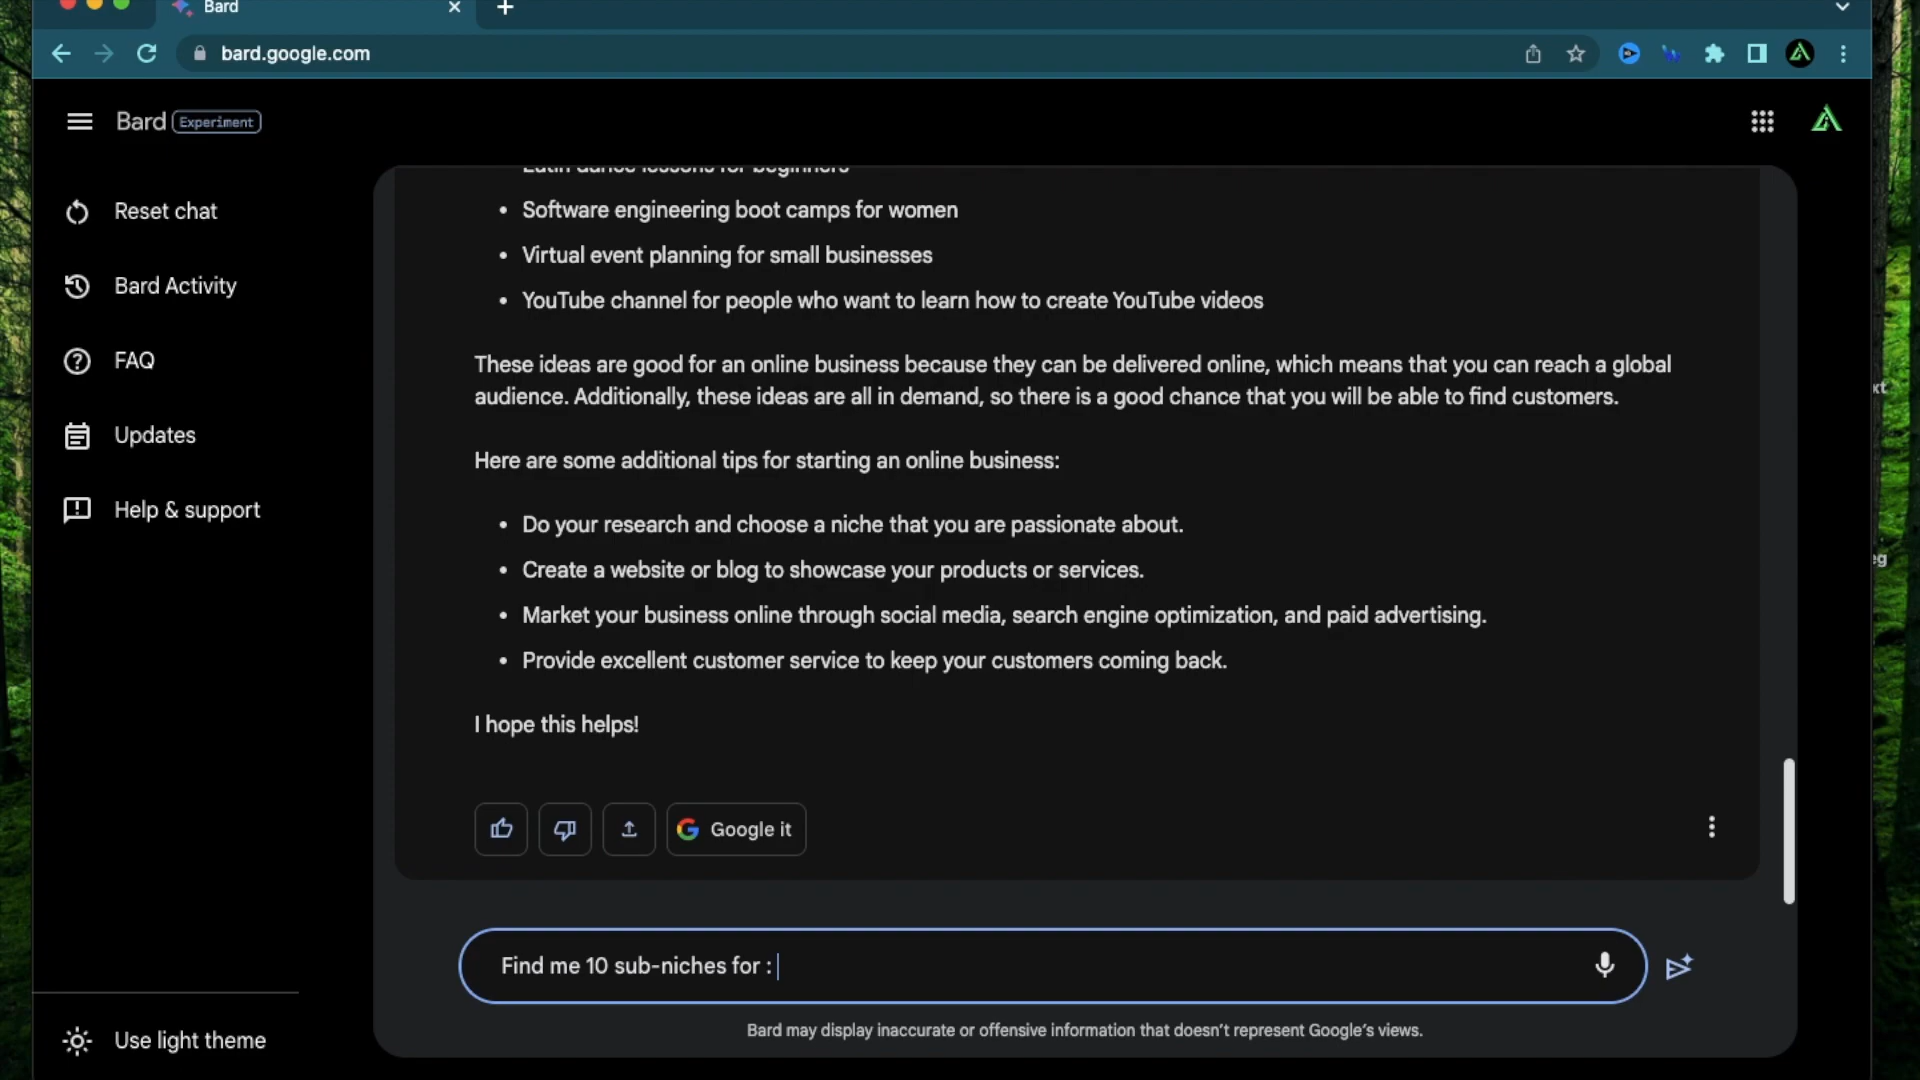 Bard
bard.google.com
Bard Experiment
Reset chat
Bard Activity
FAQ
Updates
Help & support
Use light theme
Latin dance lessons for beginners
• Software engineering boot camps for women
• Virtual event planning for small businesses
• YouTube channel for people who want to learn how to create YouTube videos
These ideas are good for an online business because they can be delivered online, which means that you can reach a global
audience. Additionally, these ideas are all in demand, so there is a good chance that you will be able to find customers.
Here are some additional tips for starting an online business:
• Do your research and choose a niche that you are passionate about.
• Create a website or blog to showcase your products or services.
• Market your business online through social media, search engine optimization, and paid advertising.
• Provide excellent customer service to keep your customers coming back.
I hope this helps!
Google it
Find me 10 sub-niches for :
Bard may display inaccurate or offensive information that doesn't represent Google's views.